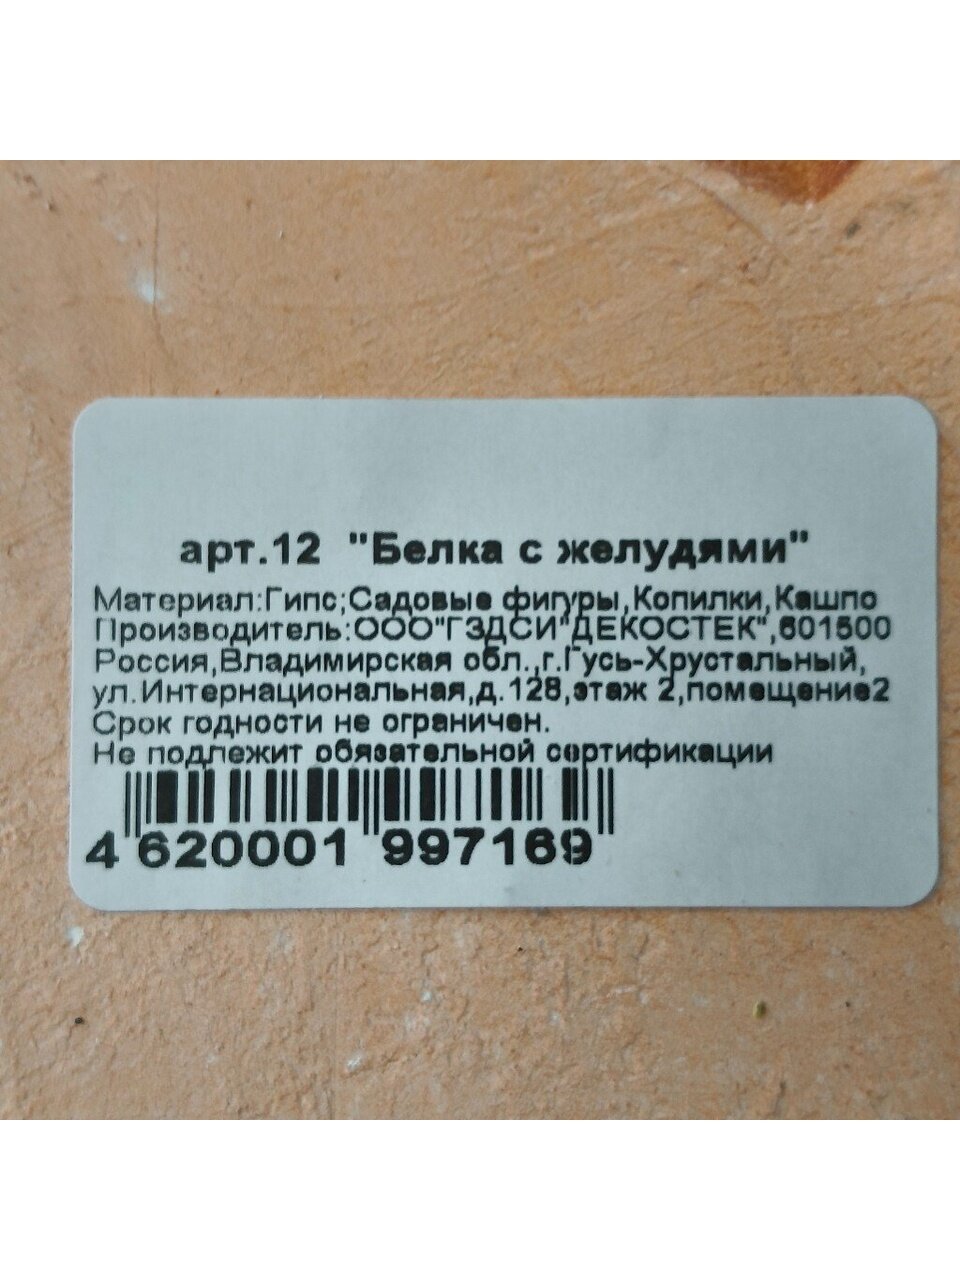 арт.12 "Белка с желудями"
Материал:Гипс;Садовые фигуры,Копилки,Кашпо
Производитель:ООО"ГЗДСИ"ДЕКОСТЕК",601500
Россия,Владимирская обл.,г.Гусь-Хрустальный,
ул.Интернациональная,д.128,этаж 2,помещение2
Срок годности не ограничен.
Не подлежит обязательной сертификации
4 620001 997169